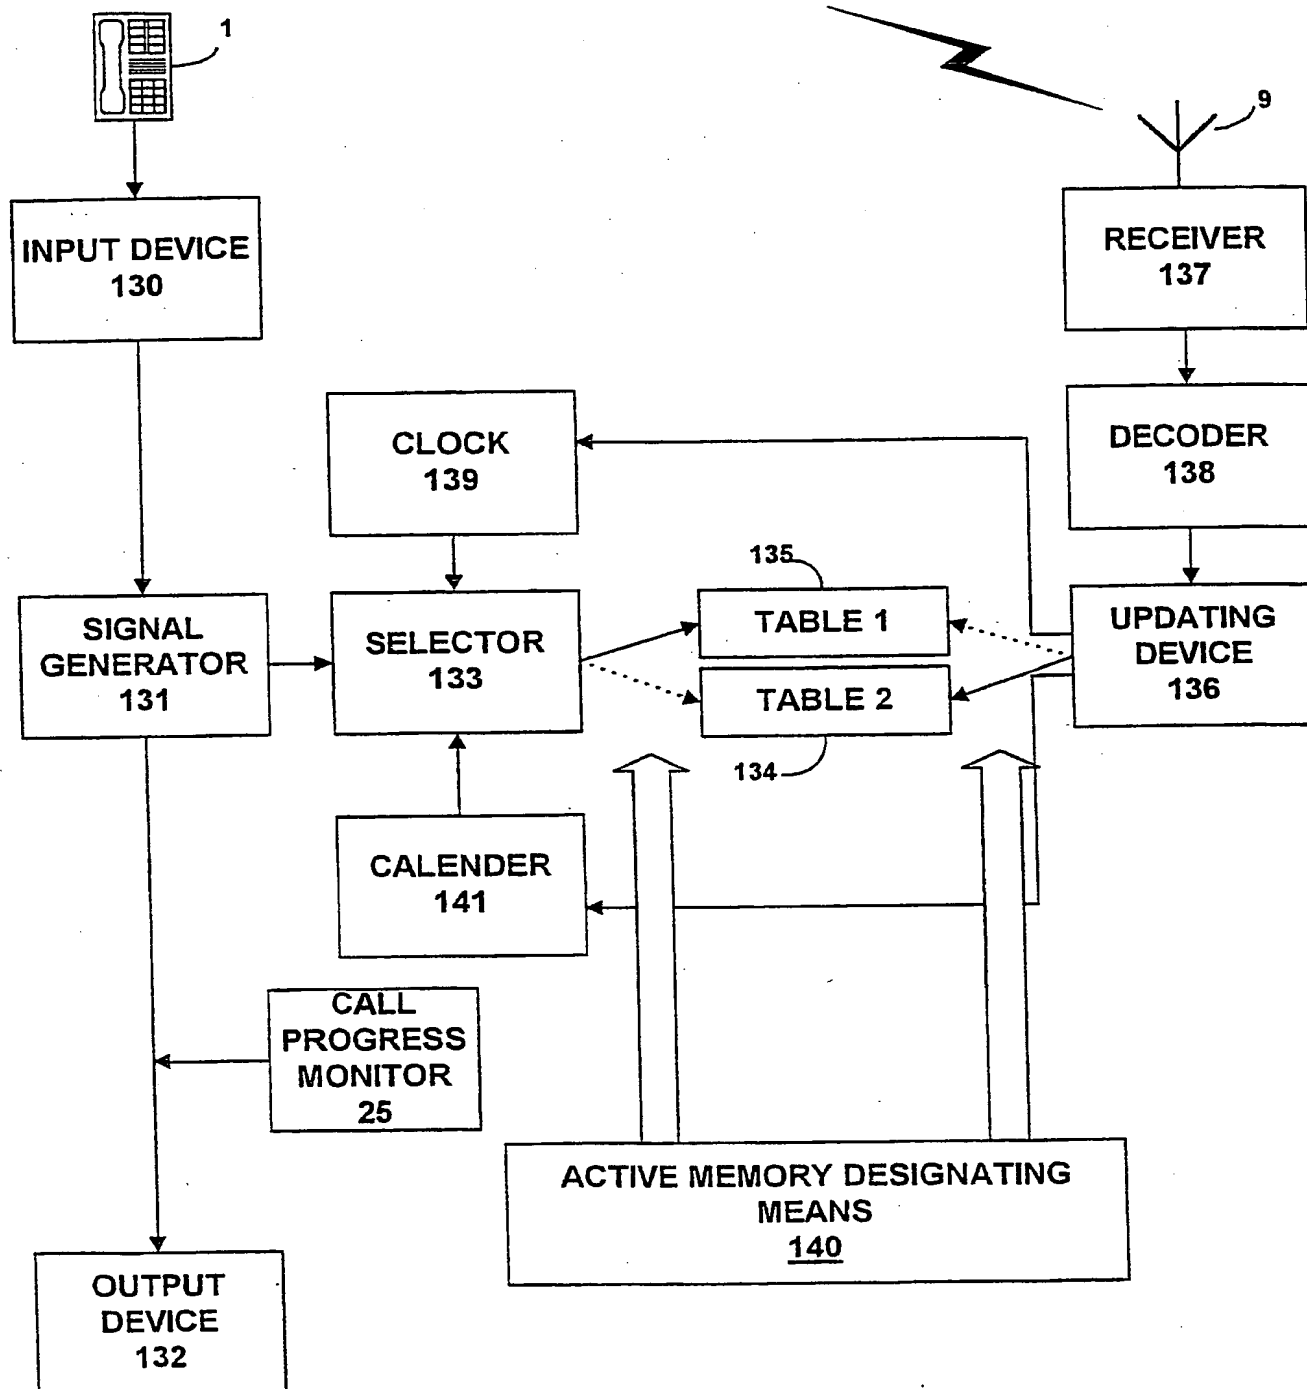 1
9
INPUT DEVICE
130
RECEIVER
137
CLOCK
139
DECODER
138
135
SIGNAL
GENERATOR
131
SELECTOR
133
TABLE 1
TABLE 2
UPDATING
DEVICE
136
134
CALENDER
141
CALL
PROGRESS
MONITOR
25
ACTIVE MEMORY DESIGNATING
MEANS
140
OUTPUT
DEVICE
132